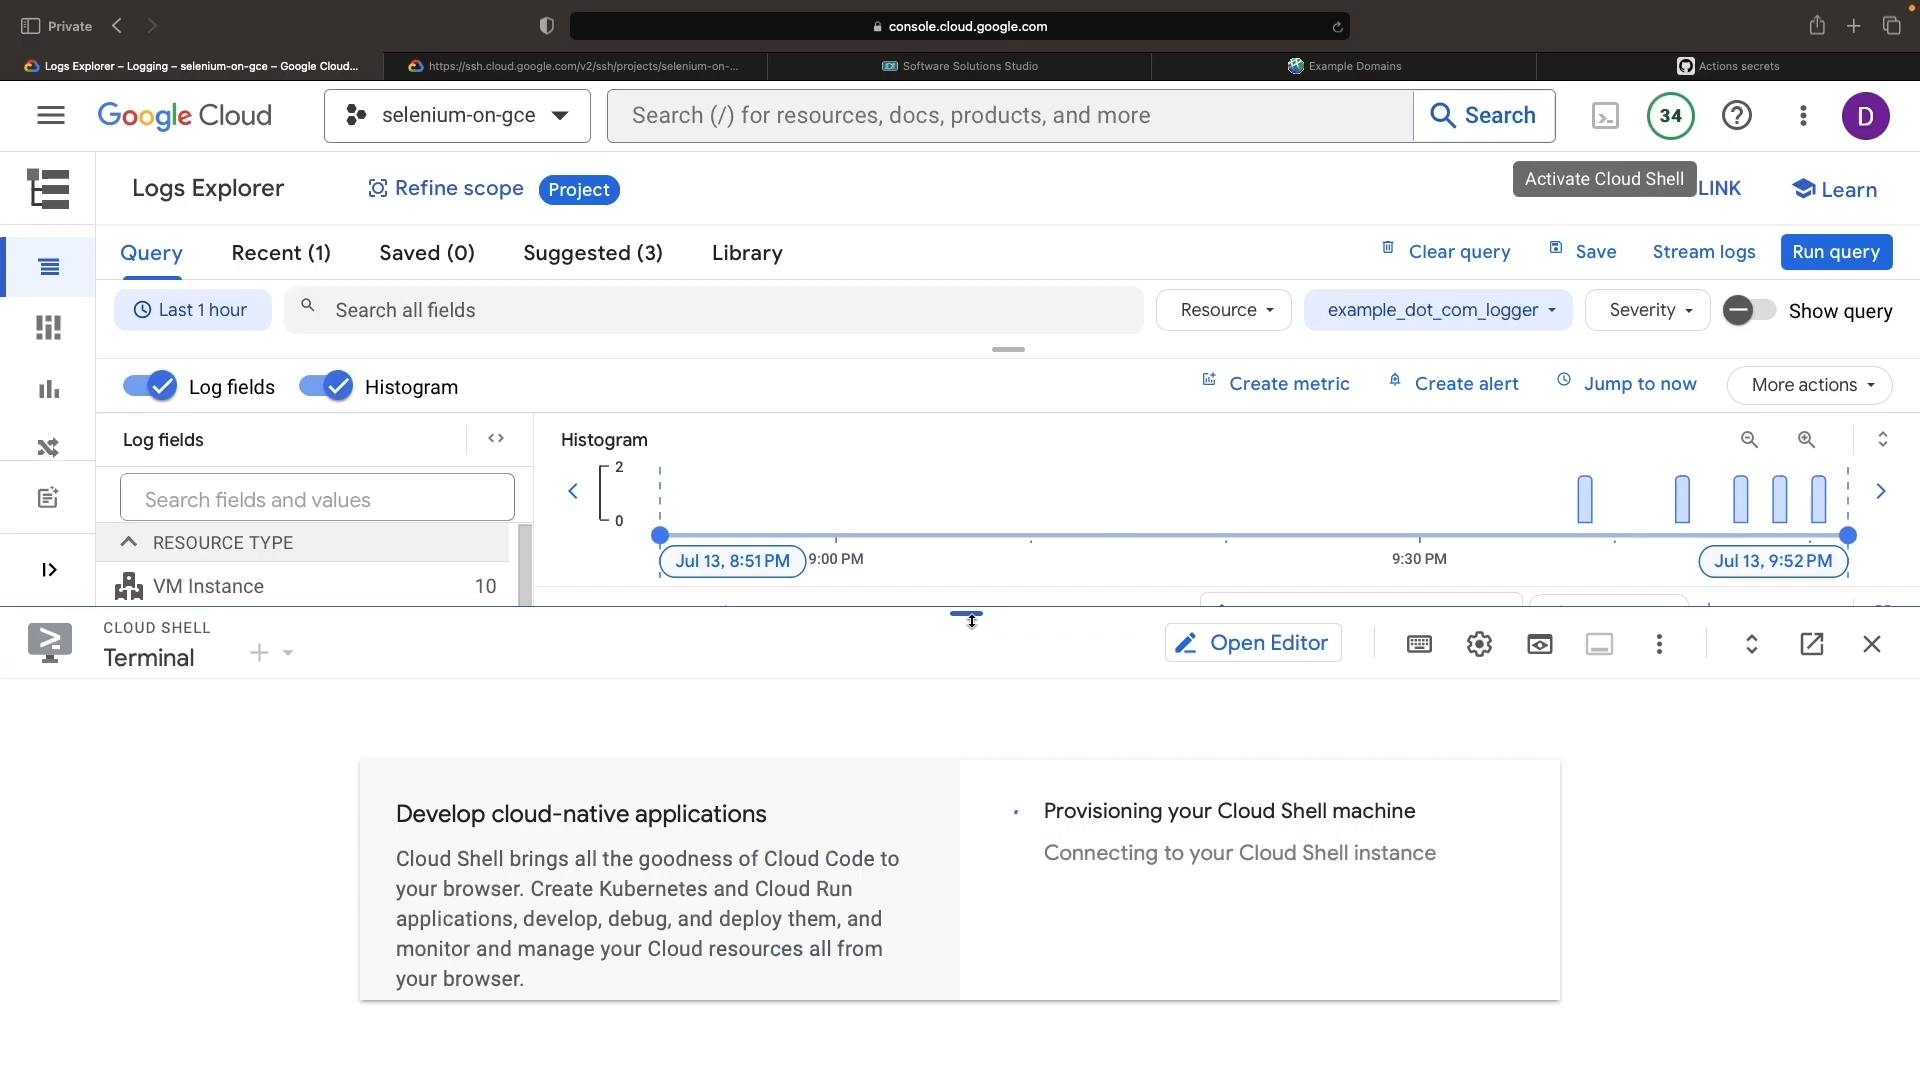 Private
console.cloud.google.com
Logs Explorer – Logging – selenium-on-gce – Google Cloud...
https://ssh.cloud.google.com/v2/ssh/projects/selenium-on-...
Software Solutions Studio
Example Domains
Actions secrets
Google Cloud
selenium-on-gce
Search (/) for resources, docs, products, and more
Search
34
D
Logs Explorer
Refine scope
Project
Activate Cloud Shell
LINK
Learn
Query
Recent (1)
Saved (0)
Suggested (3)
Library
Clear query
Save
Stream logs
Run query
Last 1 hour
Search all fields
Resource
example_dot_com_logger
Severity
Show query
Log fields
Histogram
Create metric
Create alert
Jump to now
More actions
Log fields
Histogram
2
0
Search fields and values
RESOURCE TYPE
Jul 13, 8:51 PM
9:00 PM
9:30 PM
Jul 13, 9:52 PM
VM Instance
10
CLOUD SHELL
Terminal
Open Editor
Develop cloud-native applications
Cloud Shell brings all the goodness of Cloud Code to
your browser. Create Kubernetes and Cloud Run
applications, develop, debug, and deploy them, and
monitor and manage your Cloud resources all from
your browser.
Provisioning your Cloud Shell machine
Connecting to your Cloud Shell instance